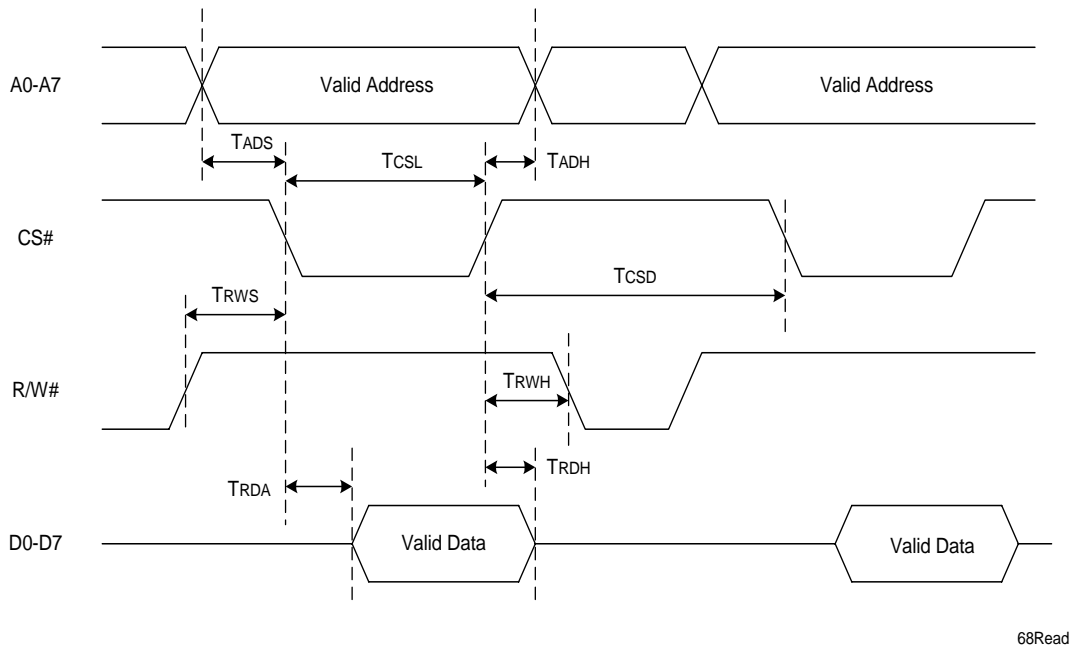 A0-A7
Valid Address
Valid Address
TADS
TCSL
TADH
CS#
TCSD
TRWS
R/W#
TRWH
TRDA
TRDH
D0-D7
Valid Data
Valid Data
68Read